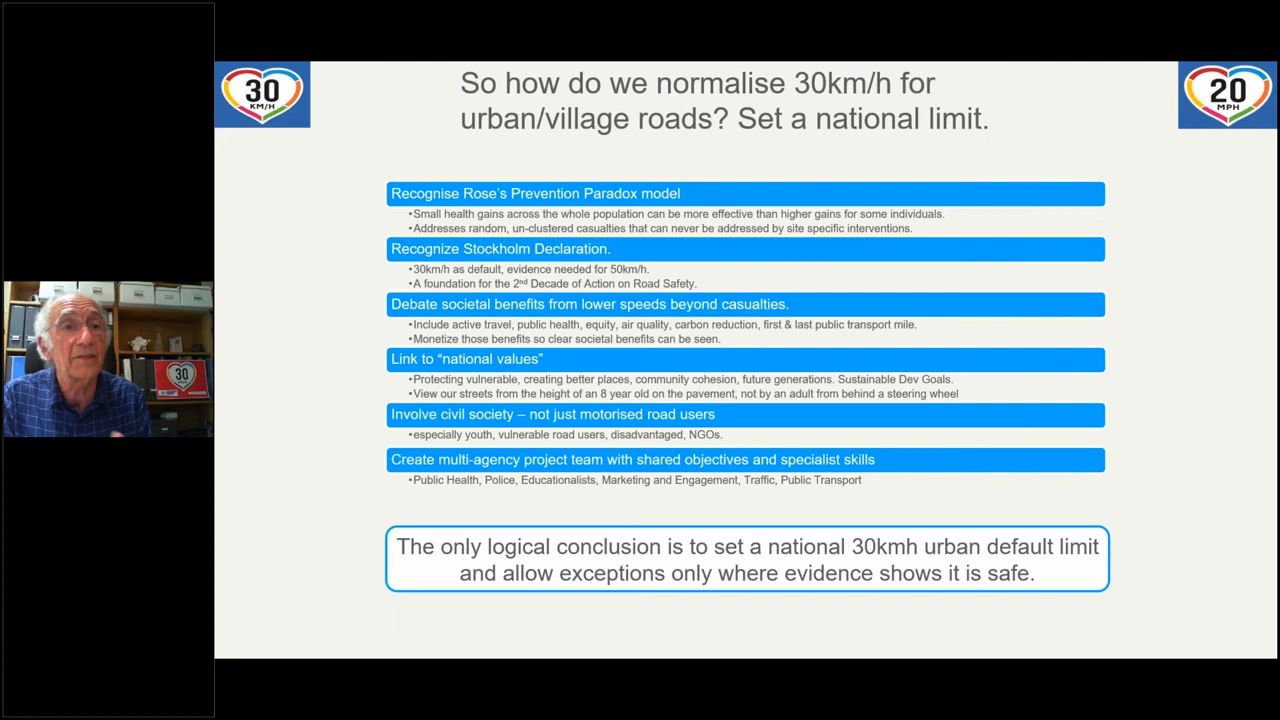 30
KM/H
So how do we normalise 30km/h for
urban/village roads? Set a national limit.
20
MPH
Recognise Rose's Prevention Paradox model
•Small health gains across the whole population can be more effective than higher gains for some individuals.
•Addresses random, un-clustered casualties that can never be addressed by site specific interventions.
Recognize Stockholm Declaration.
•30km/h as default, evidence needed for 50km/h.
•A foundation for the 2nd Decade of Action on Road Safety.
Debate societal benefits from lower speeds beyond casualties.
•Include active travel, public health, equity, air quality, carbon reduction, first & last public transport mile.
•Monetize those benefits so clear societal benefits can be seen.
Link to “national values”
•Protecting vulnerable, creating better places, community cohesion, future generations. Sustainable Dev Goals.
•View our streets from the height of an 8 year old on the pavement, not by an adult from behind a steering wheel
Involve civil society – not just motorised road users
•especially youth, vulnerable road users, disadvantaged, NGOs.
Create multi-agency project team with shared objectives and specialist skills
•Public Health, Police, Educationalists, Marketing and Engagement, Traffic, Public Transport
The only logical conclusion is to set a national 30kmh urban default limit
and allow exceptions only where evidence shows it is safe.
30